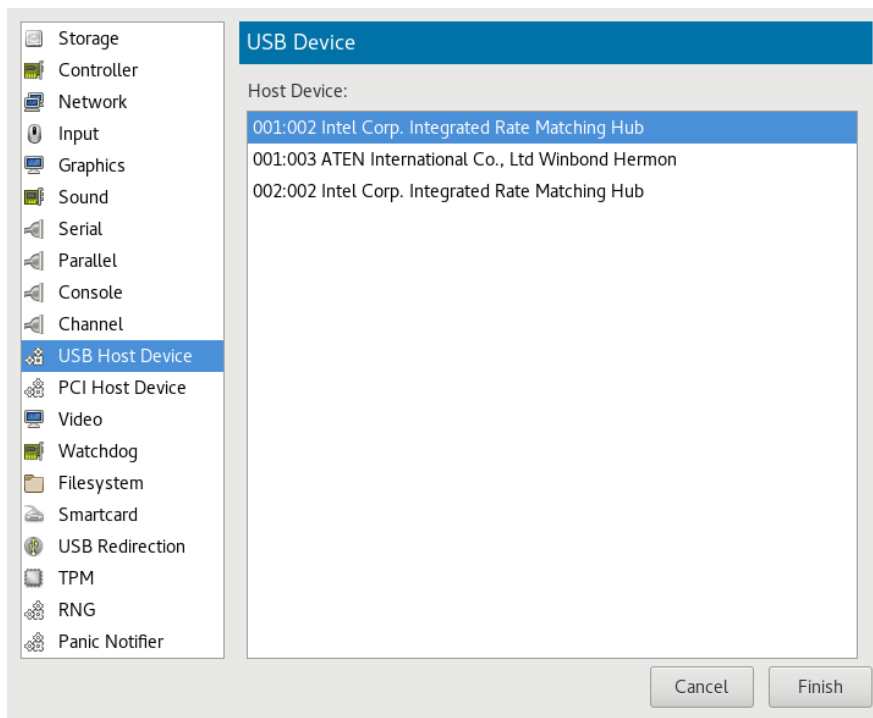 Storage
Controller
Network
Input
Graphics
Sound
Serial
Parallel
Console
Channel
USB Host Device
PCI Host Device
Video
Watchdog
Filesystem
Smartcard
USB Redirection
TPM
RNG
Panic Notifier
USB Device
Host Device:
001:002 Intel Corp. Integrated Rate Matching Hub
001:003 ATEN International Co., Ltd Winbond Hermon
002:002 Intel Corp. Integrated Rate Matching Hub
Cancel
Finish